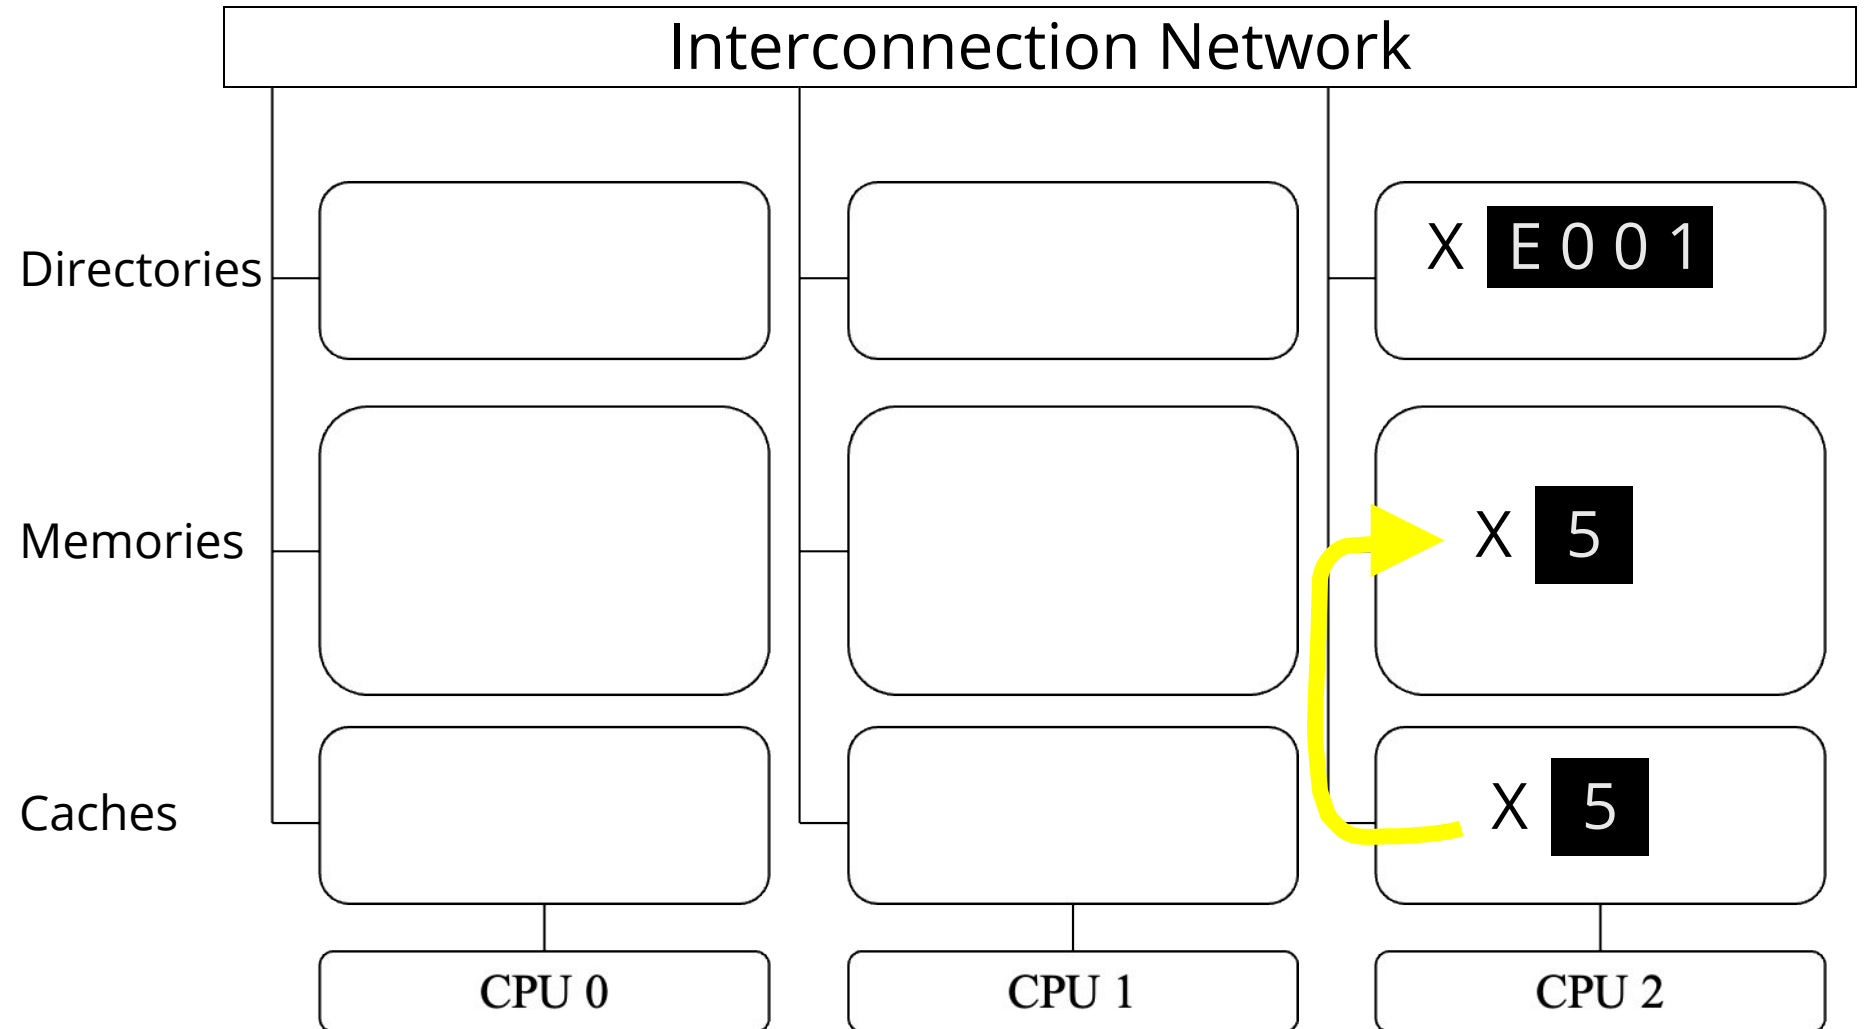 Interconnection Network
Directories
X E 0 0 1
Memories
X 5
Caches
X 5
CPU 0
CPU 1
CPU 2